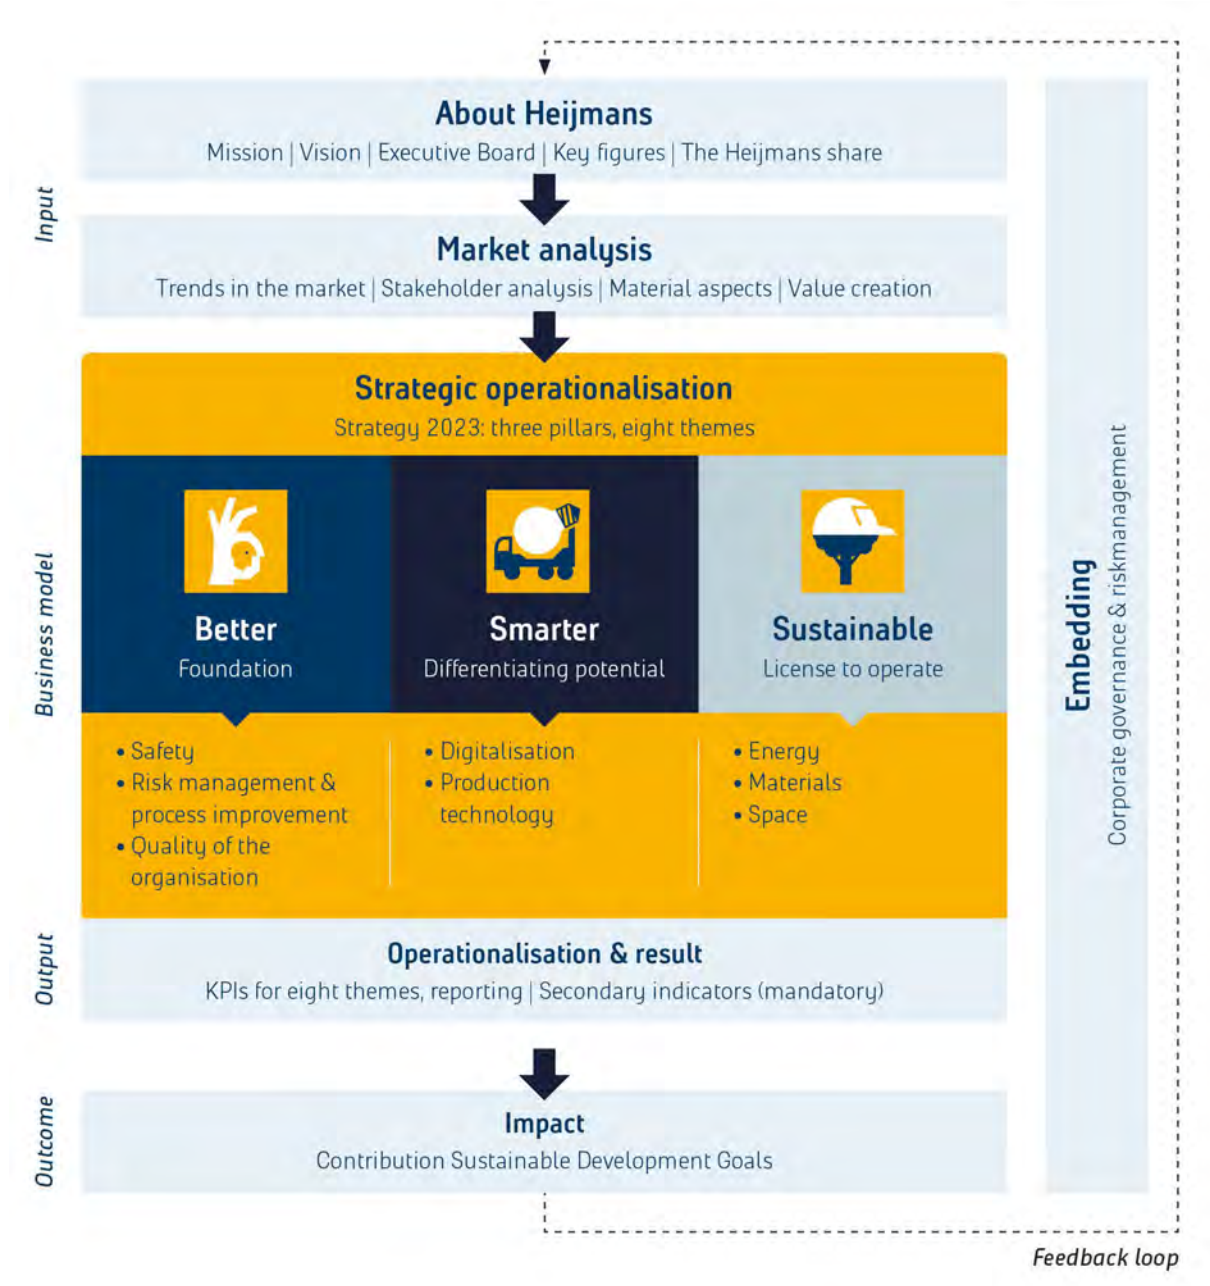 About Heijmans
Mission | Vision | Executive Board | Key figures | The Heijmans share
Input
Market analysis
Trends in the market | Stakeholder analysis | Material aspects | Value creation
Strategic operationalisation
Strategy 2023: three pillars, eight themes
Business model
Better
Foundation
Smarter
Differentiating potential
Sustainable
License to operate
• Safety
• Risk management &
process improvement
• Quality of the
organisation
• Digitalisation
• Production
technology
• Energy
• Materials
• Space
Output
Operationalisation & result
KPIs for eight themes, reporting | Secondary indicators (mandatory)
Outcome
Impact
Contribution Sustainable Development Goals
Embedding
Corporate governance & riskmanagement
Feedback loop